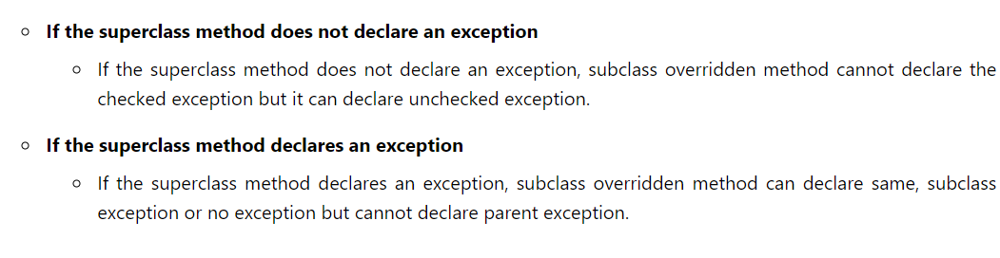 If the superclass method does not declare an exception
If the superclass method does not declare an exception, subclass overridden method cannot declare the
checked exception but it can declare unchecked exception.
If the superclass method declares an exception
If the superclass method declares an exception, subclass overridden method can declare same, subclass
exception or no exception but cannot declare parent exception.